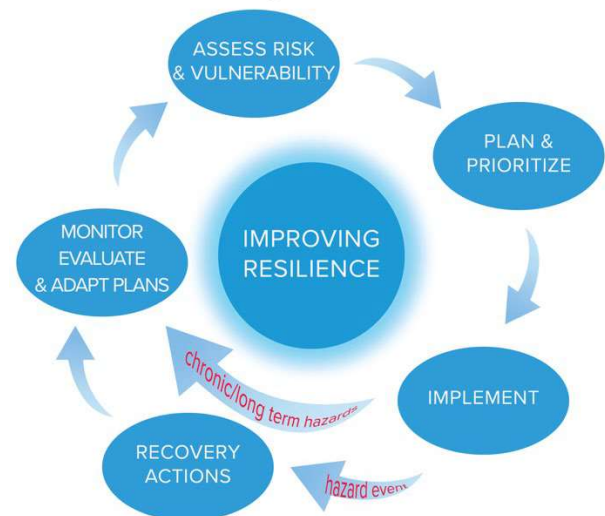 ASSESS RISK
& VULNERABILITY
PLAN &
PRIORITIZE
IMPROVING
RESILIENCE
MONITOR
EVALUATE
& ADAPT PLANS
chronic/long term hazards
IMPLEMENT
RECOVERY
ACTIONS
hazard event